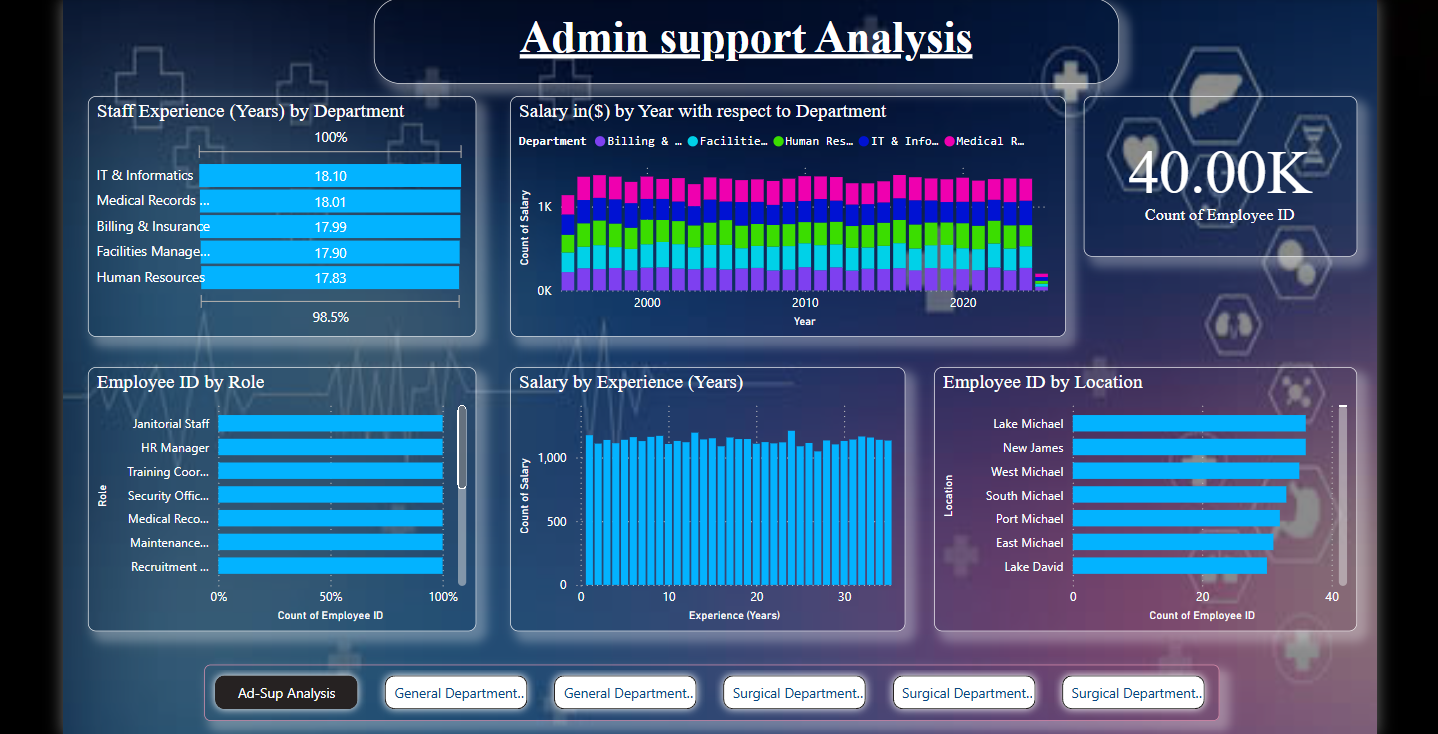 Admin support Analysis
Staff Experience (Years) by Department
100%
IT & Informatics 18.10
Medical Records ... 18.01
Billing & Insurance 17.99
Facilities Manage... 17.90
Human Resources 17.83
98.5%
Salary in($) by Year with respect to Department
Department Billing & … Facilitie… Human Res… IT & Info… Medical R…
Count of Salary
1K
0K
2000 2010 2020
Year
40.00K
Count of Employee ID
Employee ID by Role
Role
Janitorial Staff
HR Manager
Training Coor...
Security Offic...
Medical Reco...
Maintenance...
Recruitment ...
0% 50% 100%
Count of Employee ID
Salary by Experience (Years)
Count of Salary
1,000
500
0
0 10 20 30
Experience (Years)
Employee ID by Location
Location
Lake Michael
New James
West Michael
South Michael
Port Michael
East Michael
Lake David
0 20 40
Count of Employee ID
Ad-Sup Analysis General Department.. General Department.. Surgical Department.. Surgical Department.. Surgical Department..